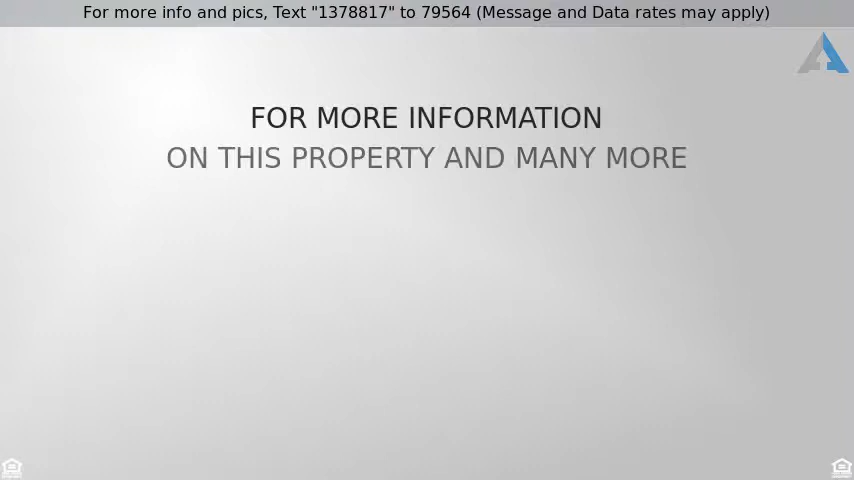 For more info and pics, Text "1378817" to 79564 (Message and Data rates may apply)
FOR MORE INFORMATION
ON THIS PROPERTY AND MANY MORE